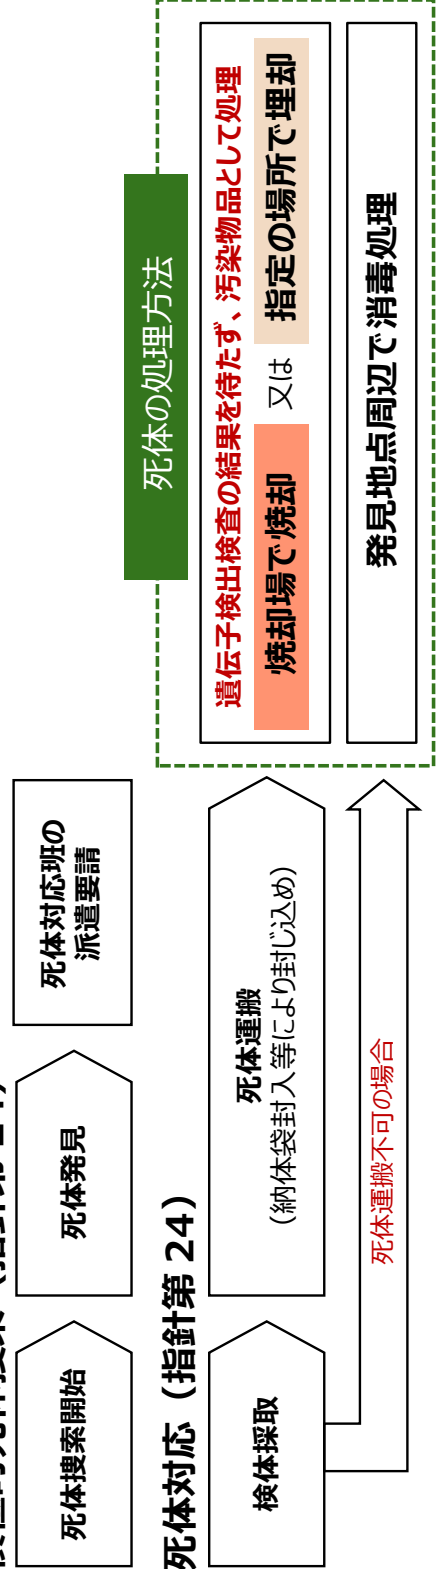 死体捜索開始
死体発見
死体対応班の
派遣要請
死体対応（指針第 24）
検体採取
死体運搬
（納体袋封入等により封じ込め）
死体運搬不可の場合
死体の処理方法
遺伝子検出検査の結果を待たず、汚染物品として処理
焼却場で焼却 又は 指定の場所で埋却
発見地点周辺で消毒処理